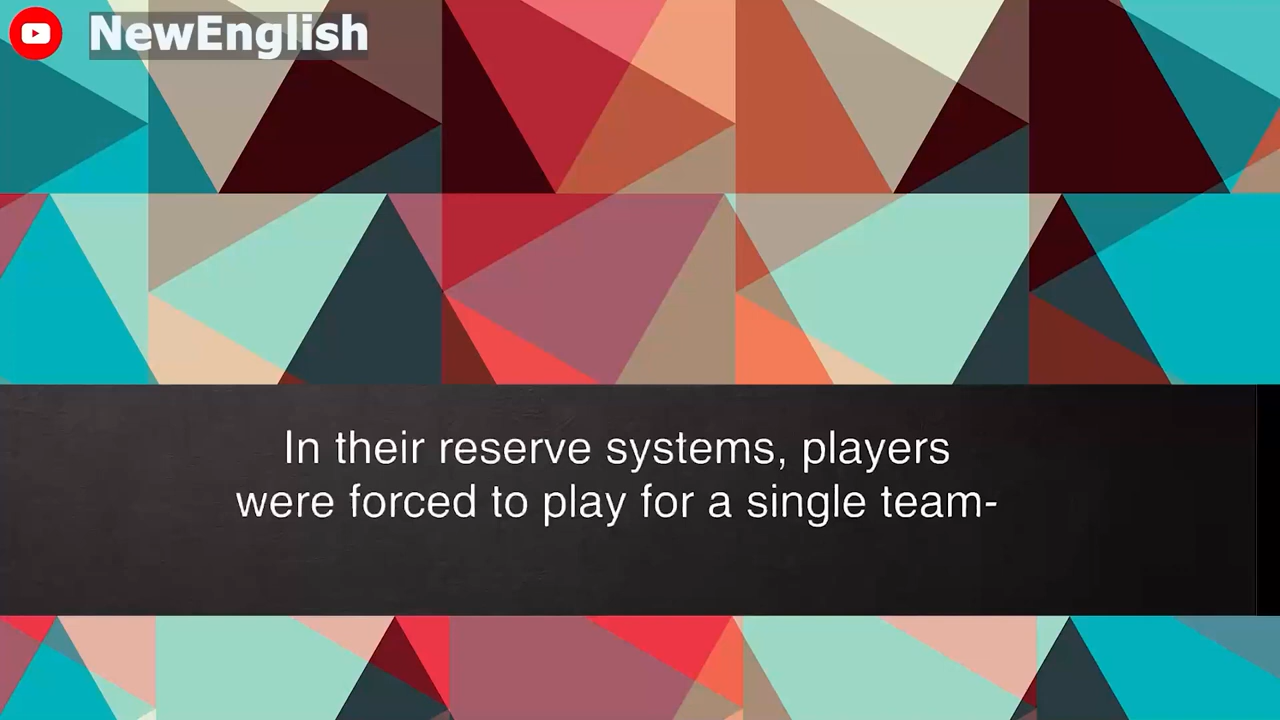 NewEnglish
In their reserve systems, players
were forced to play for a single team-